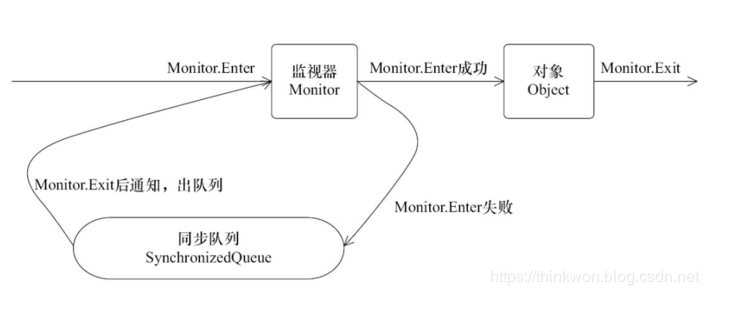 Monitor.Enter
监视器
Monitor
Monitor.Enter成功
对象
Object
Monitor.Exit
Monitor.Exit后通知，出队列
Monitor.Enter失败
同步队列
SynchronizedQueue
https://thinkwon.blog.csdn.net